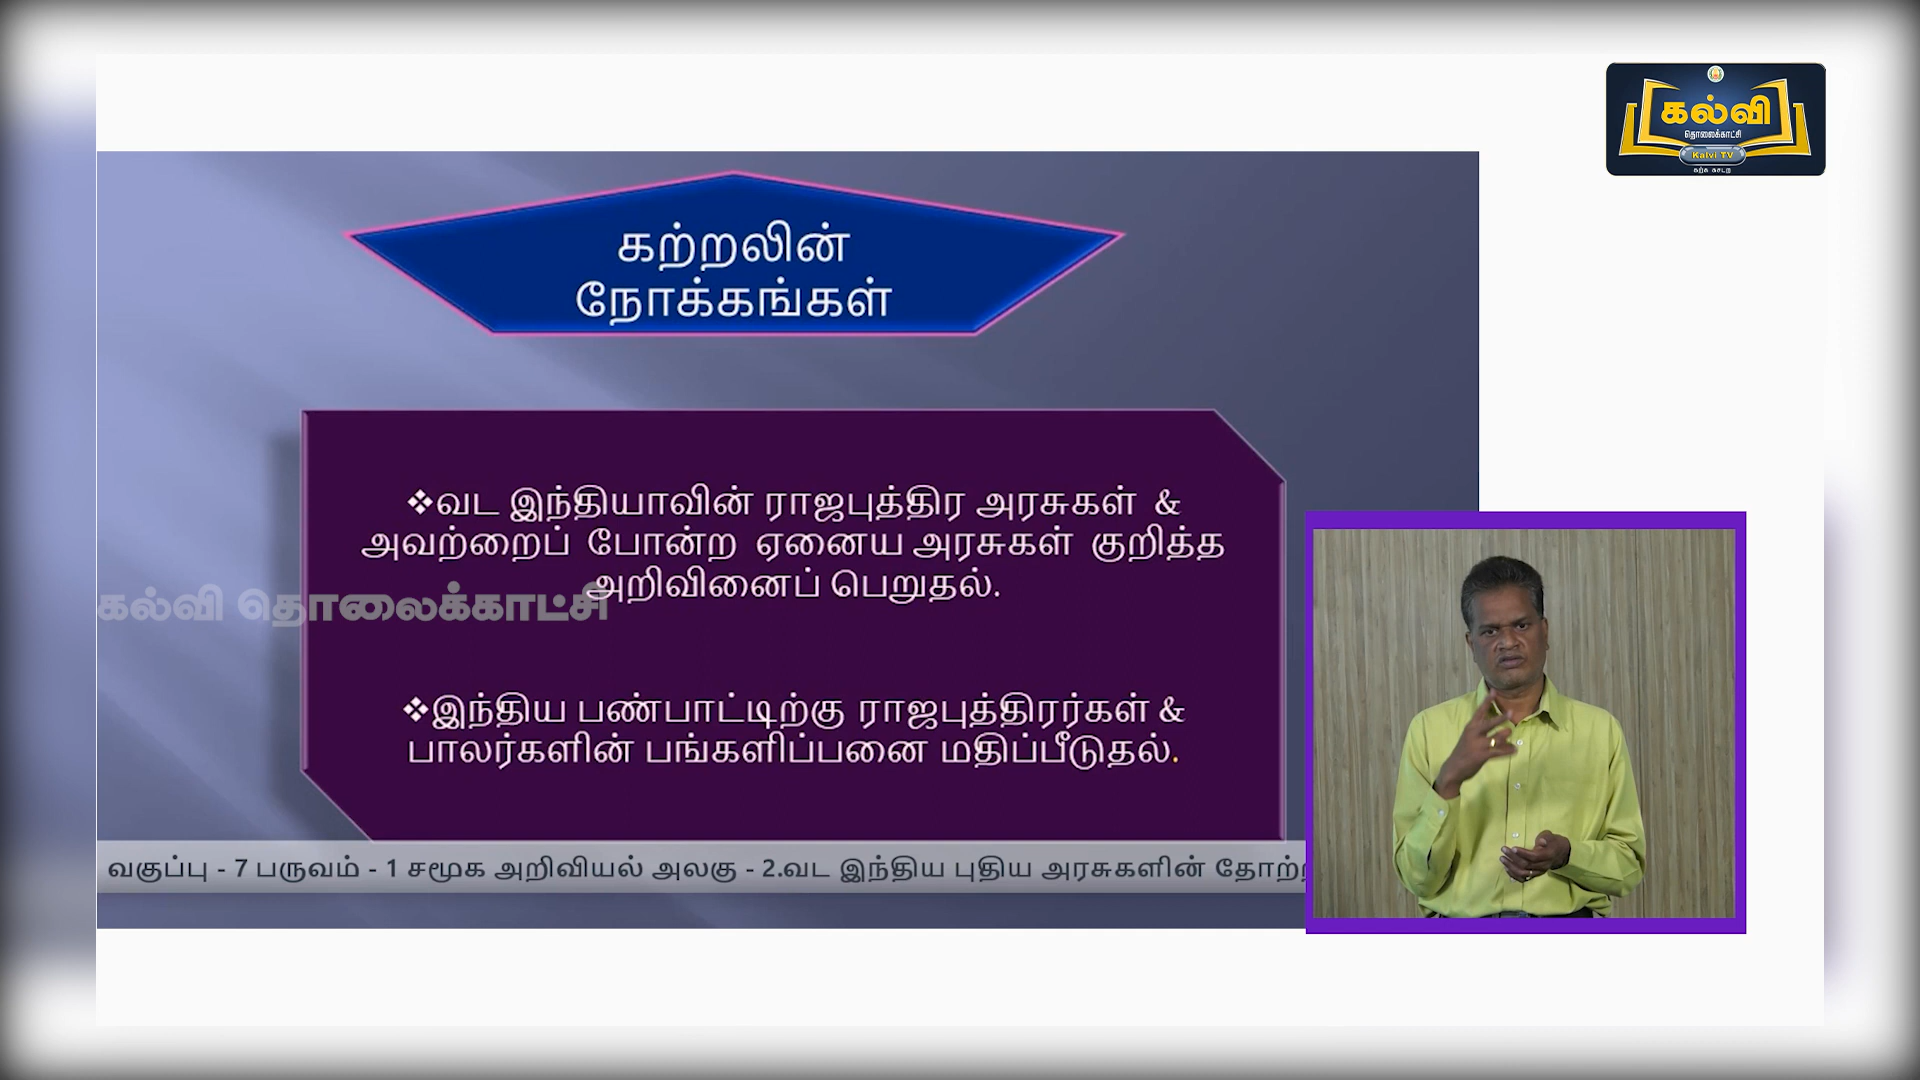 கல்வி
தொலைக்காட்சி
Kalvi TV
கற்க கசடற
கற்றலின்
நோக்கங்கள்
❖வட இந்தியாவின் ராஜபுத்திர அரசுகள் &
அவற்றைப் போன்ற ஏனைய அரசுகள் குறித்த
அறிவினைப் பெறுதல்.
கல்வி தொலைக்காட்சி
❖இந்திய பண்பாட்டிற்கு ராஜபுத்திரர்கள் &
பாலர்களின் பங்களிப்பனை மதிப்பீடுதல்.
வகுப்பு - 7 பருவம் - 1 சமூக அறிவியல் அலகு - 2.வட இந்திய புதிய அரசுகளின்